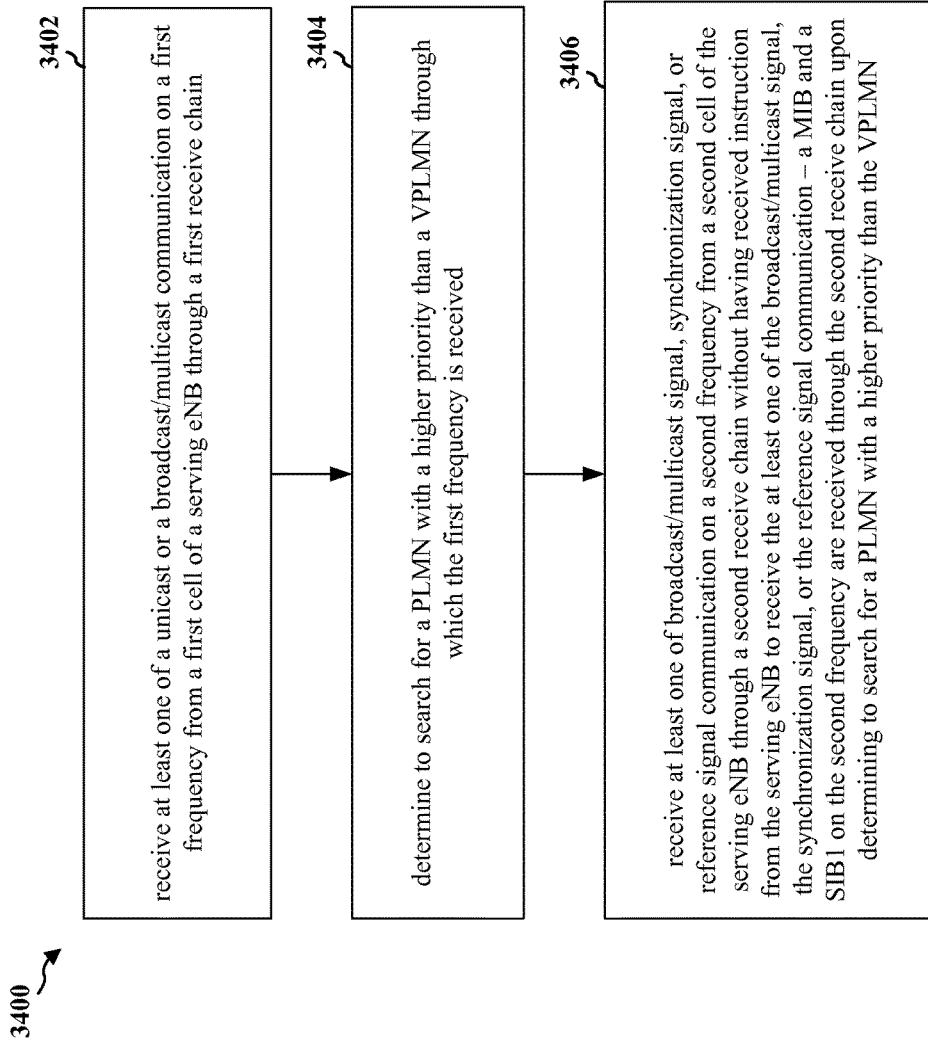 3400
3402
receive at least one of a unicast or a broadcast/multicast communication on a first
frequency from a first cell of a serving eNB through a first receive chain
3404
determine to search for a PLMN with a higher priority than a VPLMN through
which the first frequency is received
3406
receive at least one of broadcast/multicast signal, synchronization signal, or
reference signal communication on a second frequency from a second cell of the
serving eNB through a second receive chain without having received instruction
from the serving eNB to receive the at least one of the broadcast/multicast signal,
the synchronization signal, or the reference signal communication – a MIB and a
SIB1 on the second frequency are received through the second receive chain upon
determining to search for a PLMN with a higher priority than the VPLMN